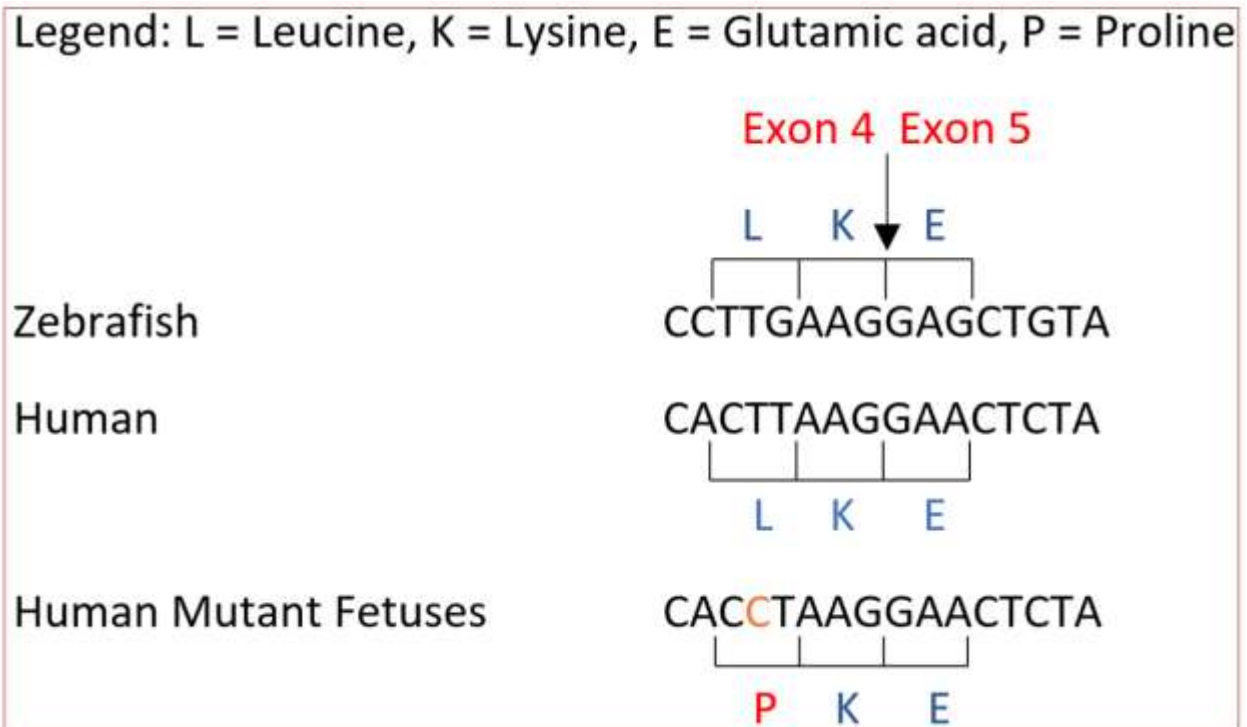 Legend: L = Leucine, K = Lysine, E = Glutamic acid, P = Proline
Exon 4 Exon 5
L K E
Zebrafish CCTTGAAGGAGCTGTA
Human CACTTAAGGAACTCTA
L K E
Human Mutant Fetuses CACCTAAGGAACTCTA
P K E